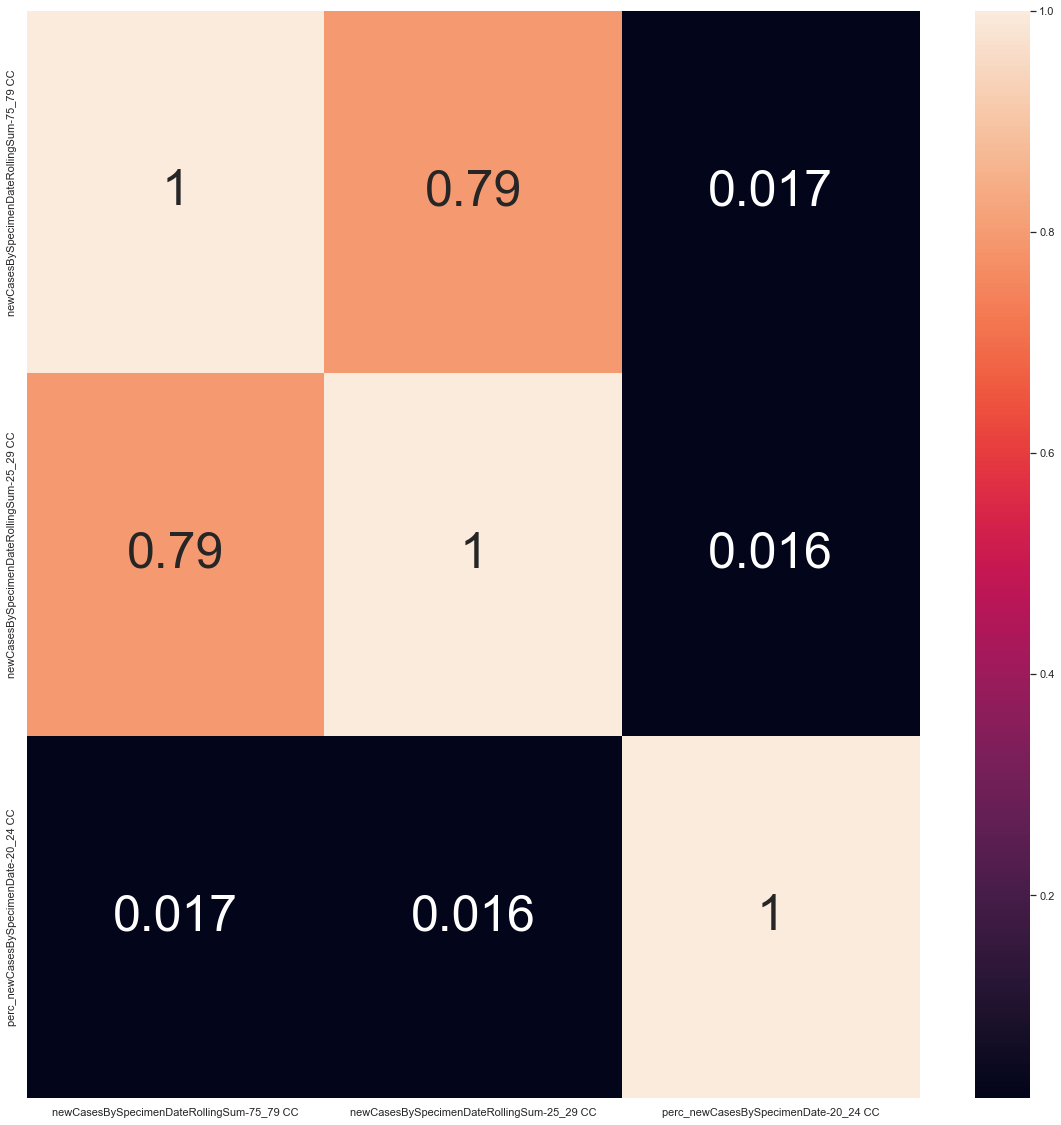 newCasesBySpecimenDateRollingSum-75_79 CC
1
0.79
0.017
newCasesBySpecimenDateRollingSum-25_29 CC
0.79
1
0.016
perc_newCasesBySpecimenDate-20_24 CC
0.017
0.016
1
newCasesBySpecimenDateRollingSum-75_79 CC
newCasesBySpecimenDateRollingSum-25_29 CC
perc_newCasesBySpecimenDate-20_24 CC
1.0
0.8
0.6
0.4
0.2